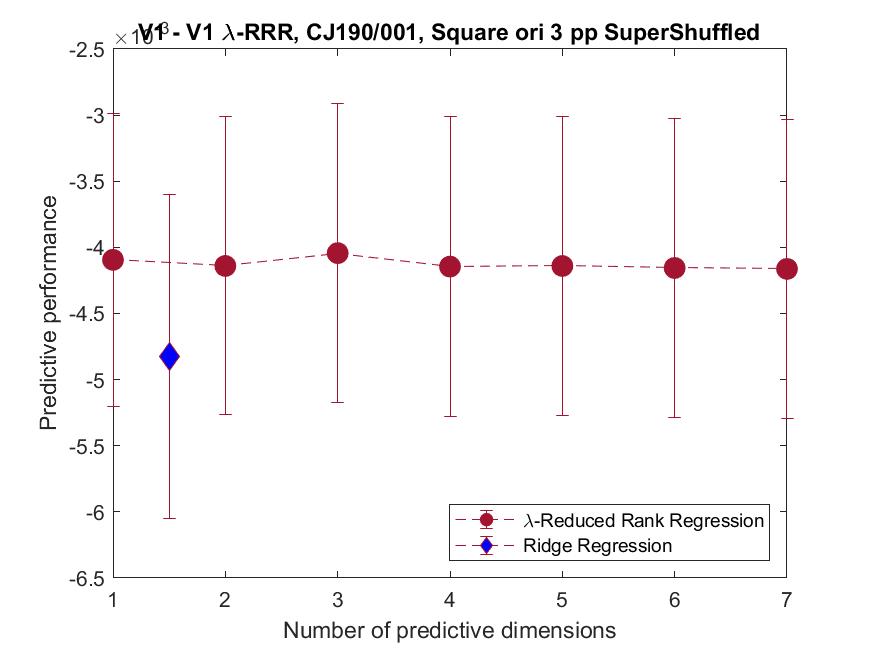 ×10⁻³
V1 - V1 λ-RRR, CJ190/001, Square ori 3 pp SuperShuffled
-2.5
-3
-3.5
-4
-4.5
-5
-5.5
-6
-6.5
Predictive performance
λ-Reduced Rank Regression
Ridge Regression
1 2 3 4 5 6 7
Number of predictive dimensions